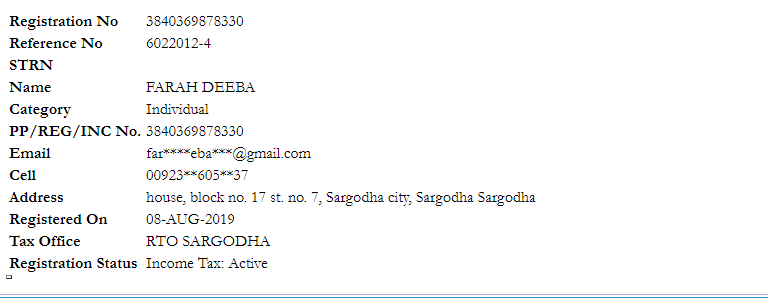 Registration No 3840369878330
Reference No 6022012-4
STRN
Name FARAH DEEBA
Category Individual
PP/REG/INC No. 3840369878330
Email far****eba***@gmail.com
Cell 00923**605**37
Address house, block no. 17 st. no. 7, Sargodha city, Sargodha Sargodha
Registered On 08-AUG-2019
Tax Office RTO SARGODHA
Registration Status Income Tax: Active